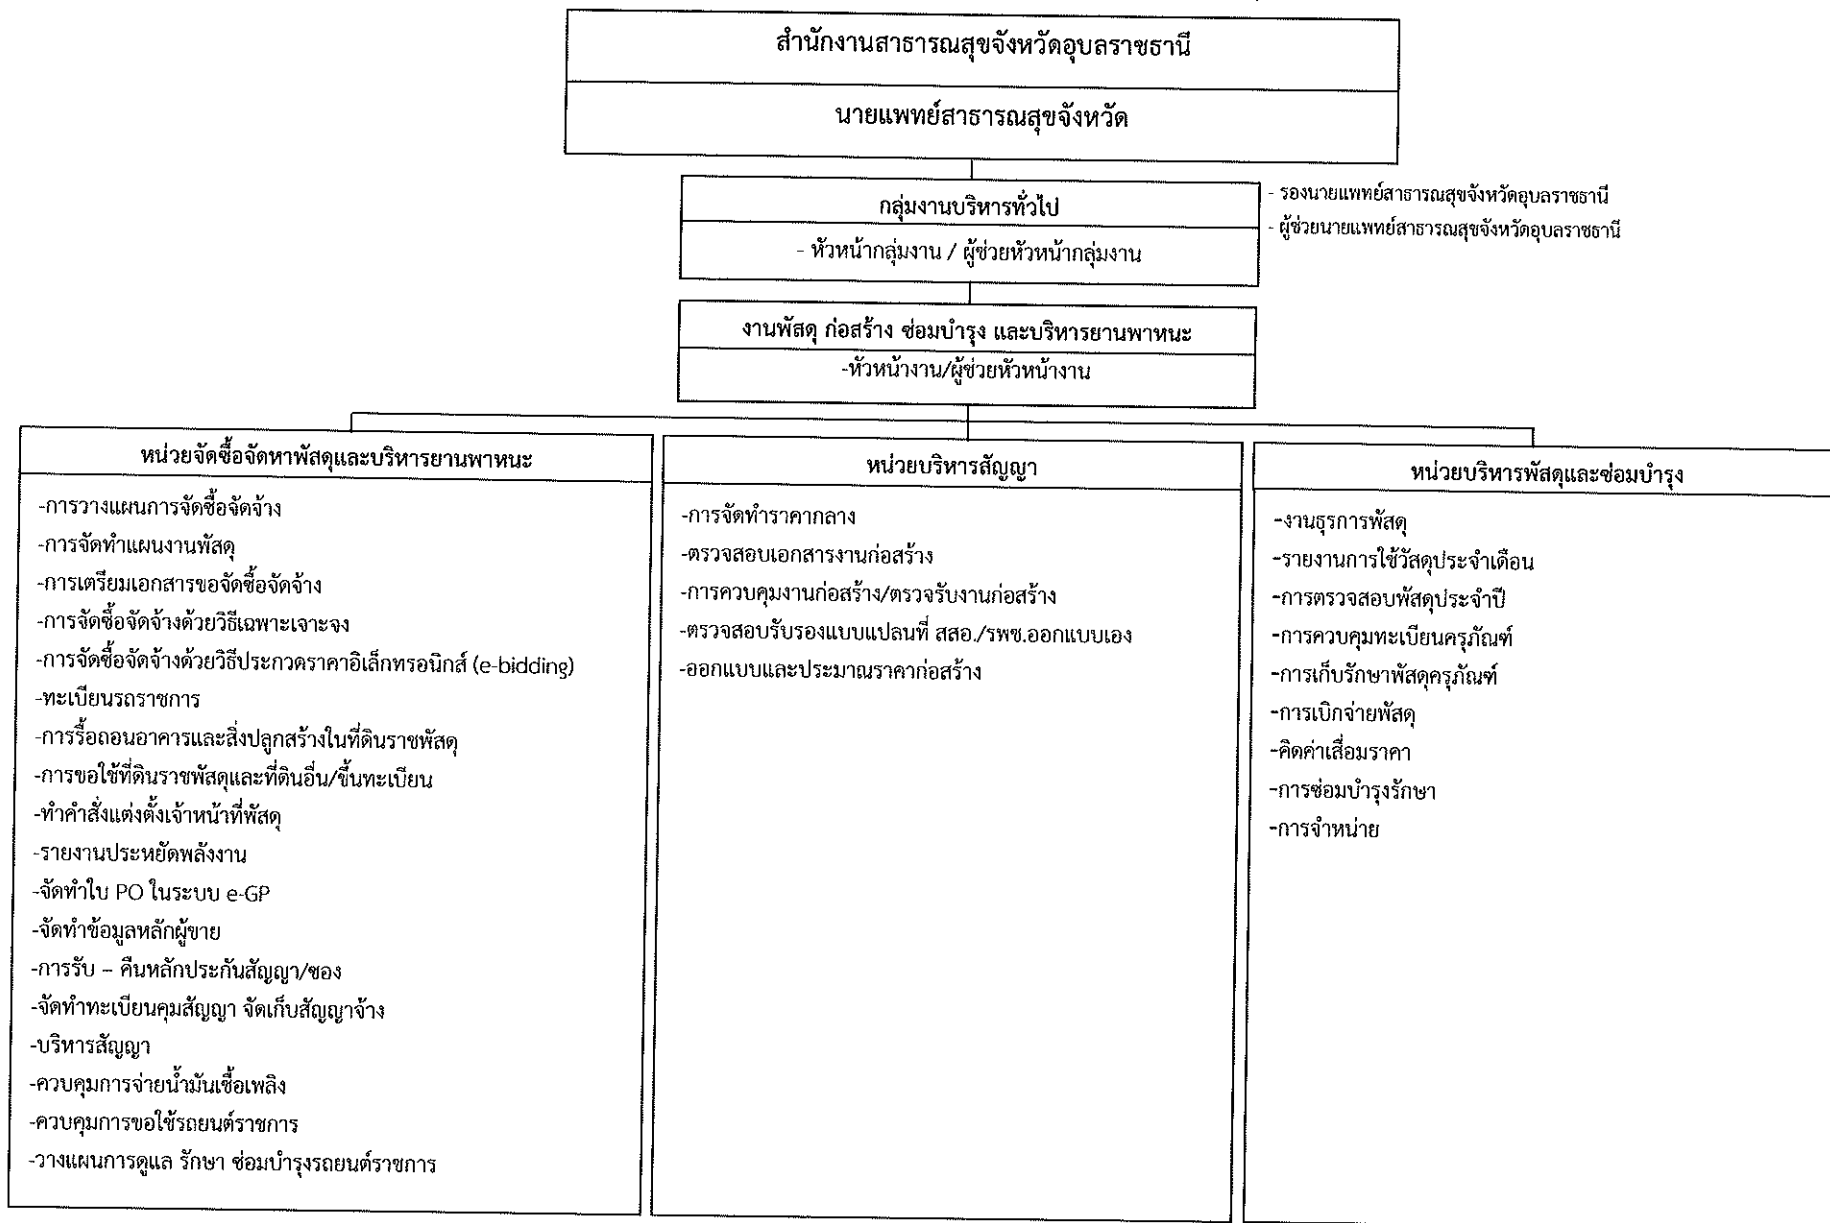 สำนักงานสาธารณสุขจังหวัดอุบลราชธานี
นายแพทย์สาธารณสุขจังหวัด
กลุ่มงานบริหารทั่วไป
- หัวหน้ากลุ่มงาน / ผู้ช่วยหัวหน้ากลุ่มงาน
- รองนายแพทย์สาธารณสุขจังหวัดอุบลราชธานี
- ผู้ช่วยนายแพทย์สาธารณสุขจังหวัดอุบลราชธานี
งานพัสดุ ก่อสร้าง ซ่อมบำรุง และบริหารยานพาหนะ
-หัวหน้างาน/ผู้ช่วยหัวหน้างาน
หน่วยจัดซื้อจัดหาพัสดุและบริหารยานพาหนะ
-การวางแผนการจัดซื้อจัดจ้าง
-การจัดทำแผนงานพัสดุ
-การเตรียมเอกสารขอจัดซื้อจัดจ้าง
-การจัดซื้อจัดจ้างด้วยวิธีเฉพาะเจาะจง
-การจัดซื้อจัดจ้างด้วยวิธีประกวดราคาอิเล็กทรอนิกส์ (e-bidding)
-ทะเบียนรถราชการ
-การรื้อถอนอาคารและสิ่งปลูกสร้างในที่ดินราชพัสดุ
-การขอใช้ที่ดินราชพัสดุและที่ดินอื่น/ขึ้นทะเบียน
-ทำคำสั่งแต่งตั้งเจ้าหน้าที่พัสดุ
-รายงานประหยัดพลังงาน
-จัดทำใบ PO ในระบบ e-GP
-จัดทำข้อมูลหลักผู้ขาย
-การรับ – คืนหลักประกันสัญญา/ซอง
-จัดทำทะเบียนคุมสัญญา จัดเก็บสัญญาจ้าง
-บริหารสัญญา
-ควบคุมการจ่ายน้ำมันเชื้อเพลิง
-ควบคุมการขอใช้รถยนต์ราชการ
-วางแผนการดูแล รักษา ซ่อมบำรุงรถยนต์ราชการ
หน่วยบริหารสัญญา
-การจัดทำราคากลาง
-ตรวจสอบเอกสารงานก่อสร้าง
-การควบคุมงานก่อสร้าง/ตรวจรับงานก่อสร้าง
-ตรวจสอบรับรองแบบแปลนที่ สสอ./รพช.ออกแบบเอง
-ออกแบบและประมาณราคาก่อสร้าง
หน่วยบริหารพัสดุและซ่อมบำรุง
-งานธุรการพัสดุ
-รายงานการใช้วัสดุประจำเดือน
-การตรวจสอบพัสดุประจำปี
-การควบคุมทะเบียนครุภัณฑ์
-การเก็บรักษาพัสดุครุภัณฑ์
-การเบิกจ่ายพัสดุ
-คิดค่าเสื่อมราคา
-การซ่อมบำรุงรักษา
-การจำหน่าย